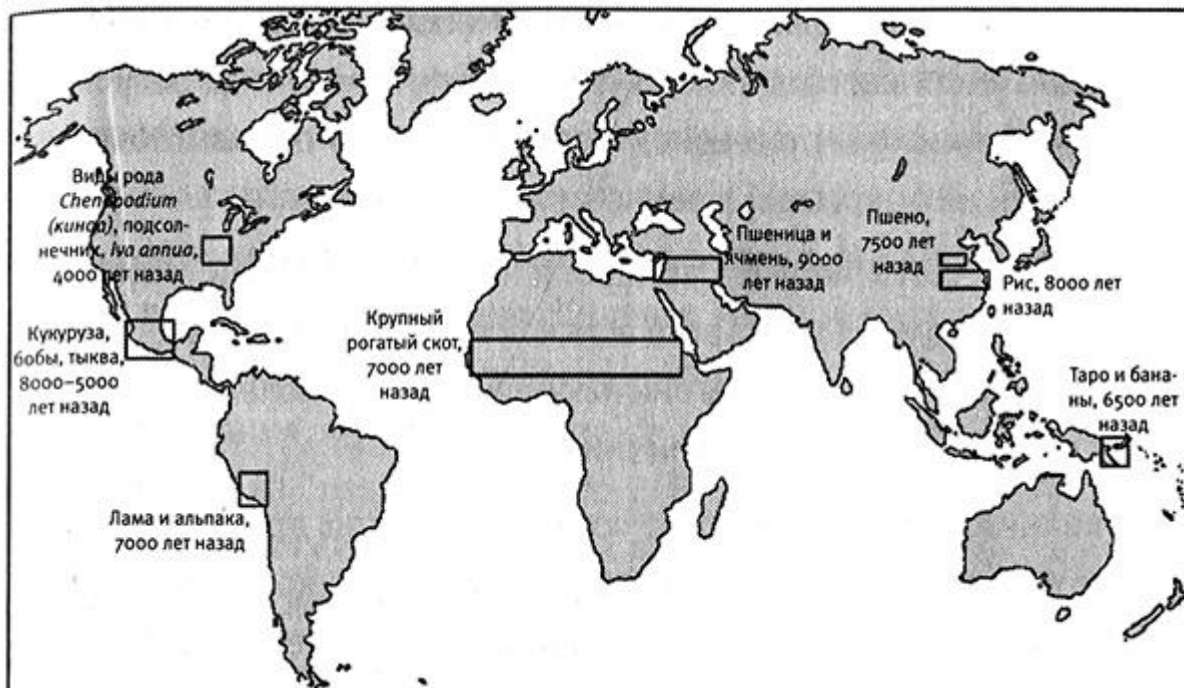 Виды рода
Chenopodium
(киноа), подсол-
нечник, Iva annua,
4000 лет назад
Кукуруза,
бобы, тыква,
8000–5000
лет назад
Лама и альпака,
7000 лет назад
Крупный
рогатый скот,
7000 лет
назад
Пшеница и
ячмень, 9000
лет назад
Пшено,
7500 лет
назад
Рис, 8000 лет
назад
Таро и бана-
ны, 6500 лет
назад